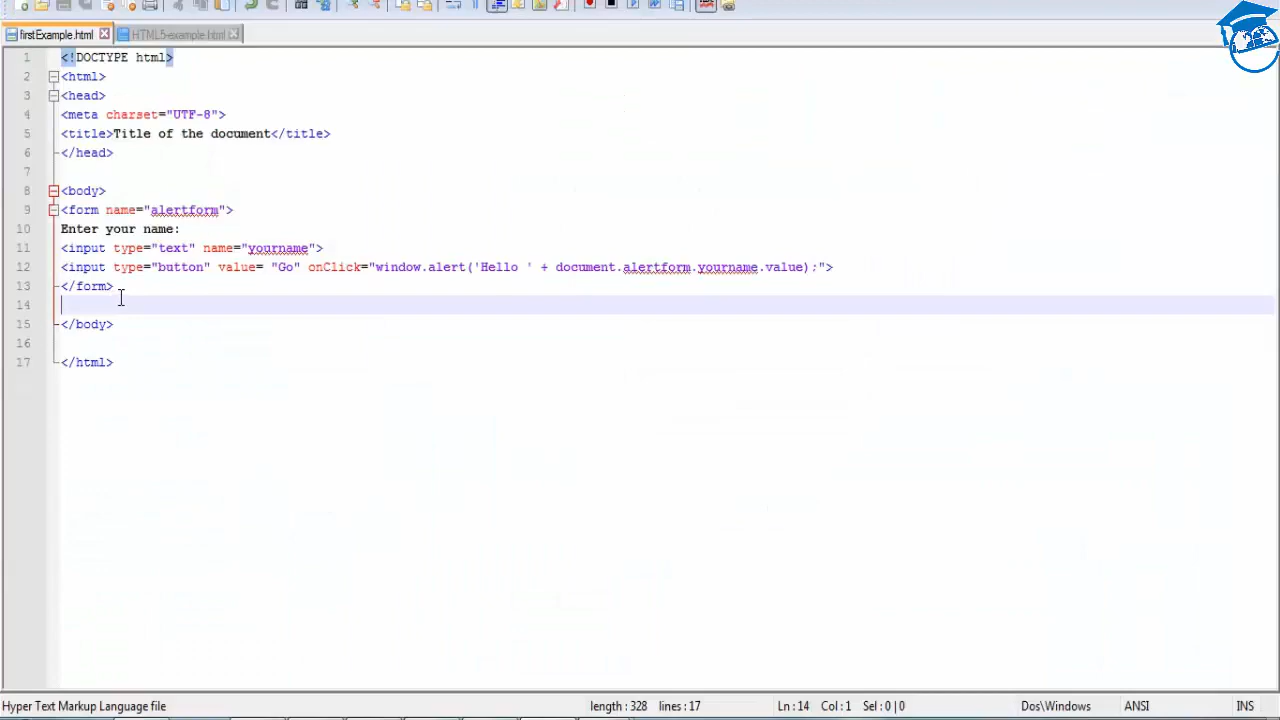 firstExample.html HTML5-example.html
1 <!DOCTYPE html>
2 <html>
3 <head>
4 <meta charset="UTF-8">
5 <title>Title of the document</title>
6 </head>
7
8 <body>
9 <form name="alertform">
10 Enter your name:
11 <input type="text" name="yourname">
12 <input type="button" value= "Go" onClick="window.alert('Hello ' + document.alertform.yourname.value);">
13 </form>
14
15 </body>
16
17 </html>
Hyper Text Markup Language file length : 328 lines : 17 Ln : 14 Col : 1 Sel : 0 | 0 Dos\Windows ANSI INS